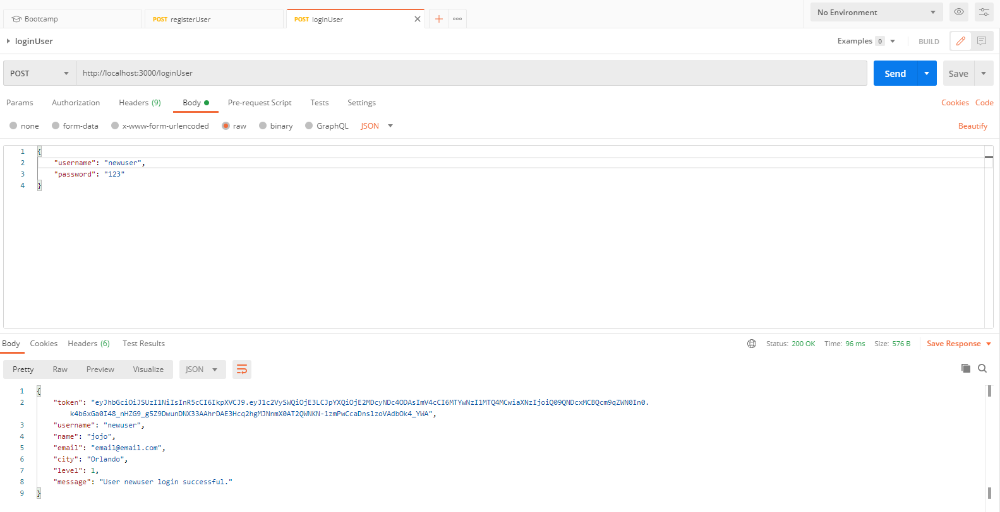 Bootcamp
POST registerUser
POST loginUser
No Environment
loginUser
Examples 0
BUILD
POST
http://localhost:3000/loginUser
Send
Save
Params Authorization Headers (9) Body Pre-request Script Tests Settings
Cookies Code
none form-data x-www-form-urlencoded raw binary GraphQL JSON
Beautify
1 {
2 "username": "newuser",
3 "password": "123"
4 }
Body Cookies Headers (6) Test Results
Status: 200 OK Time: 96 ms Size: 576 B
Save Response
Pretty Raw Preview Visualize JSON
1 {
2 "token": "eyJhbGciOiJSUzI1NiIsInR5cCI6IkpXVCJ9.eyJ1c2VySWQiOjE3LCJpYXQiOjE2MDcyNDc4ODAsImV4cCI6MTYwNzI1MTQ4MCwiaXNzIjoiQ09QNDcxMCBQcm9qZWN0In0.
k4b6xGa0I48_nHZG9_g5Z9DwunDNX33AAhrDAE3Hcq2hgMJNnmX0AT2QWNKN-1zmPwCcaDnslzoVAdbOk4_YWA",
3 "username": "newuser",
4 "name": "jojo",
5 "email": "email@email.com",
6 "city": "Orlando",
7 "level": 1,
8 "message": "User newuser login successful."
9 }